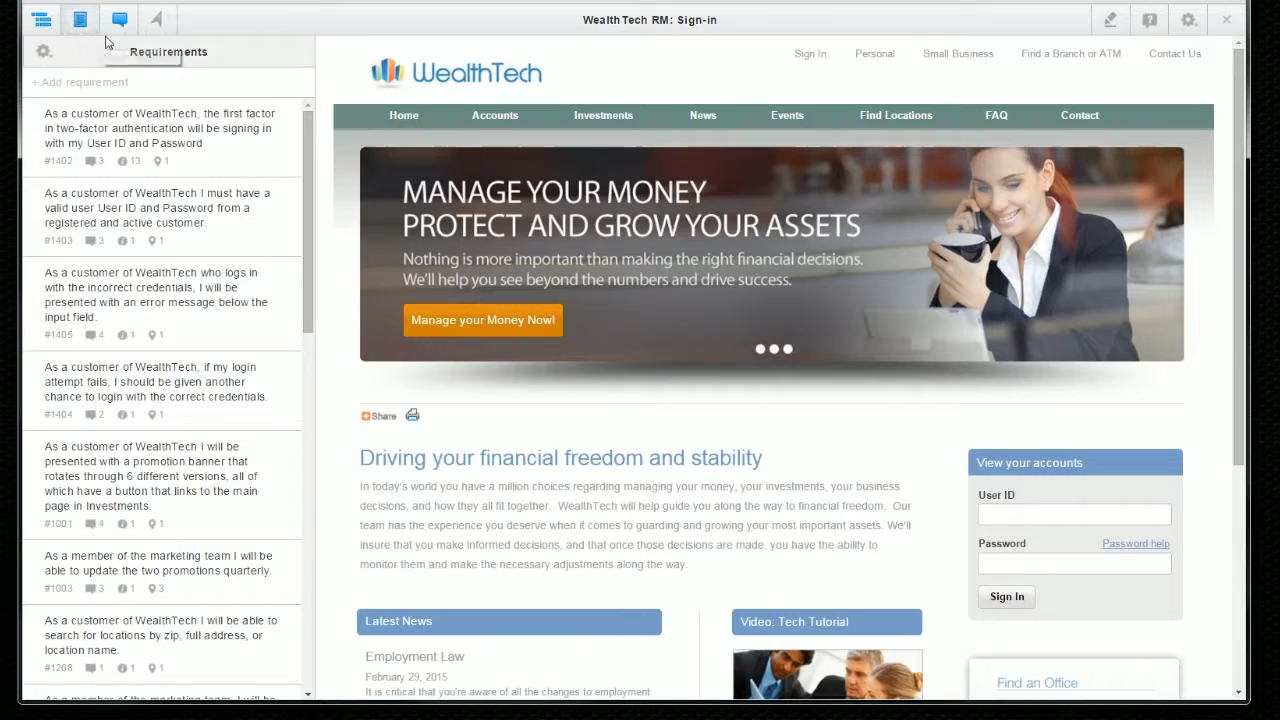 WealthTech RM: Sign-in
Requirements
+ Add requirement
As a customer of WealthTech, the first factor
in two-factor authentication will be signing in
with my User ID and Password
#1402 3 13 1
As a customer of WealthTech I must have a
valid user User ID and Password from a
registered and active customer.
#1403 3 1 1
As a customer of WealthTech who logs in
with the incorrect credentials, I will be
presented with an error message below the
input field.
#1405 4 1 1
As a customer of WealthTech, if my login
attempt fails, I should be given another
chance to login with the correct credentials.
#1404 2 1 1
As a customer of WealthTech I will be
presented with a promotion banner that
rotates through 6 different versions, all of
which have a button that links to the main
page in Investments.
#1001 4 1 1
As a member of the marketing team I will be
able to update the two promotions quarterly.
#1003 3 1 3
As a customer of WealthTech I will be able to
search for locations by zip, full address, or
location name.
#1268 1 1 1
As a member of the marketing team, I will be
WealthTech
Sign In Personal Small Business Find a Branch or ATM Contact Us
Home Accounts Investments News Events Find Locations FAQ Contact
MANAGE YOUR MONEY
PROTECT AND GROW YOUR ASSETS
Nothing is more important than making the right financial decisions.
We'll help you see beyond the numbers and drive success.
Manage your Money Now!
Share
Driving your financial freedom and stability
In today's world you have a million choices regarding managing your money, your investments, your business
decisions, and how they all fit together. WealthTech will help guide you along the way to financial freedom. Our
team has the experience you deserve when it comes to guarding and growing your most important assets. We'll
insure that you make informed decisions, and that once those decisions are made, you have the ability to
monitor them and make the necessary adjustments along the way.
View your accounts
User ID
Password Password help
Sign In
Latest News
Employment Law
February 29, 2015
It is critical that you're aware of all the changes to employment
Video: Tech Tutorial
Find an Office